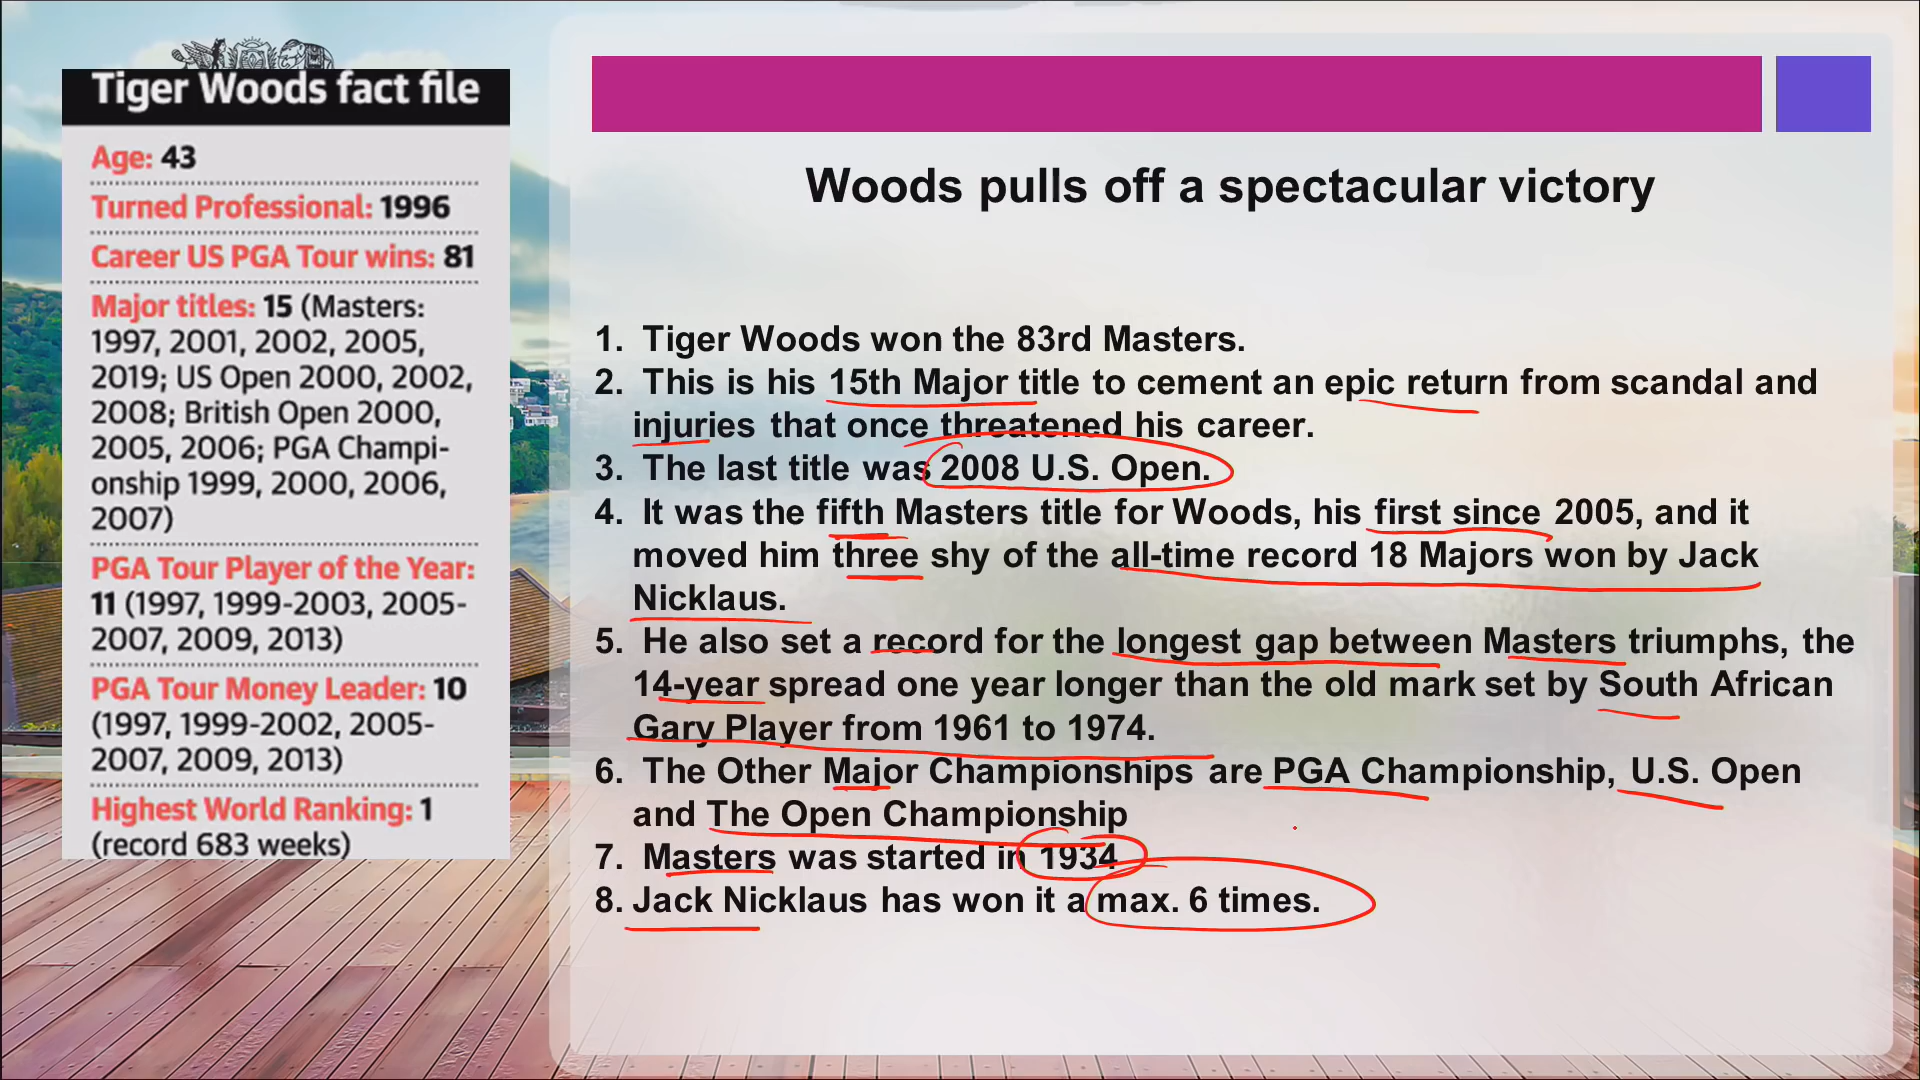 Tiger Woods fact file
Age: 43
Turned Professional: 1996
Career US PGA Tour wins: 81
Major titles: 15 (Masters:
1997, 2001, 2002, 2005,
2019; US Open 2000, 2002,
2008; British Open 2000,
2005, 2006; PGA Champi-
onship 1999, 2000, 2006,
2007)
PGA Tour Player of the Year:
11 (1997, 1999-2003, 2005-
2007, 2009, 2013)
PGA Tour Money Leader: 10
(1997, 1999-2002, 2005-
2007, 2009, 2013)
Highest World Ranking: 1
(record 683 weeks)
Woods pulls off a spectacular victory
1. Tiger Woods won the 83rd Masters.
2. This is his 15th Major title to cement an epic return from scandal and
injuries that once threatened his career.
3. The last title was 2008 U.S. Open.
4. It was the fifth Masters title for Woods, his first since 2005, and it
moved him three shy of the all-time record 18 Majors won by Jack
Nicklaus.
5. He also set a record for the longest gap between Masters triumphs, the
14-year spread one year longer than the old mark set by South African
Gary Player from 1961 to 1974.
6. The Other Major Championships are PGA Championship, U.S. Open
and The Open Championship
7. Masters was started in 1934
8. Jack Nicklaus has won it a max. 6 times.